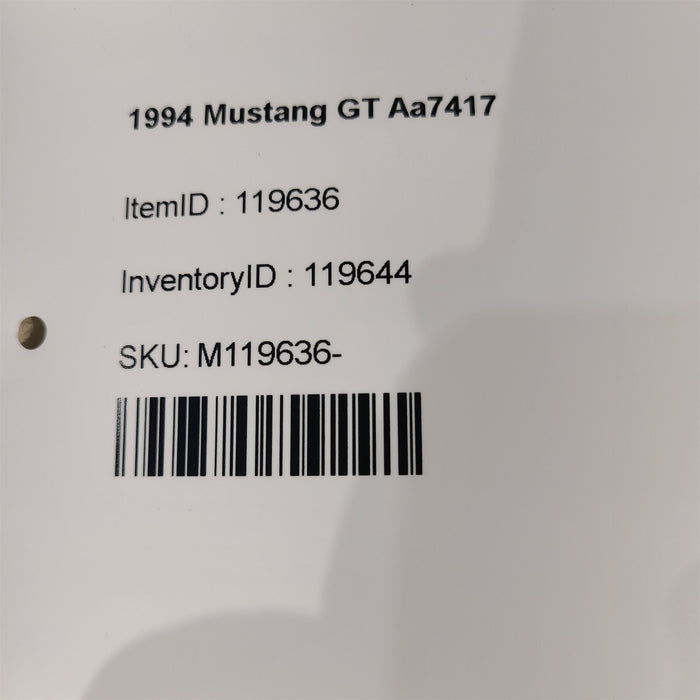 1994 Mustang GT Aa7417
ItemID : 119636
InventoryID : 119644
SKU: M119636-